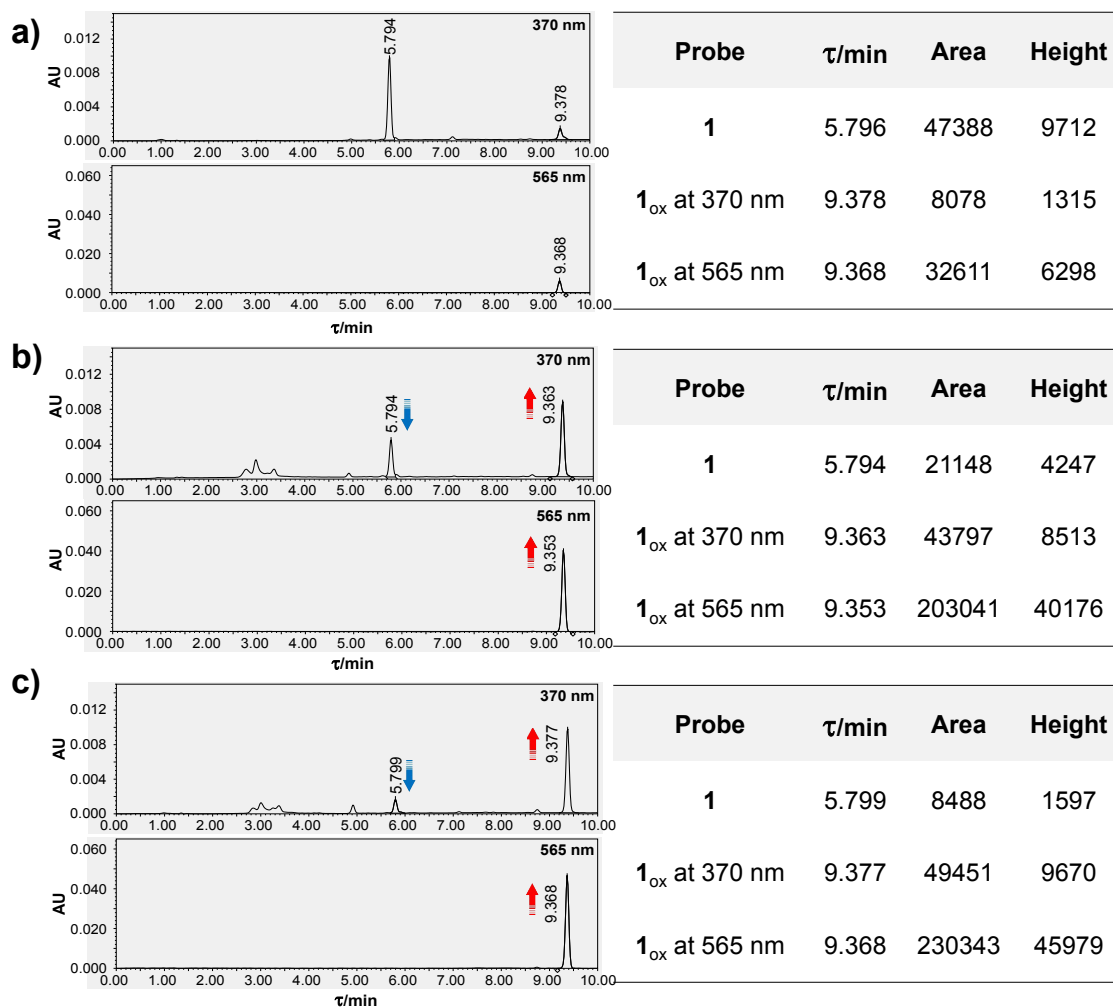 a)
370 nm
0.012
0.008
0.004
0.000
AU
5.794
9.378
0.00 1.00 2.00 3.00 4.00 5.00 6.00 7.00 8.00 9.00 10.00
565 nm
0.060
0.040
0.020
0.000
AU
9.368
0.00 1.00 2.00 3.00 4.00 5.00 6.00 7.00 8.00 9.00 10.00
τ/min
Probe τ/min Area Height
1 5.796 47388 9712
1ox at 370 nm 9.378 8078 1315
1ox at 565 nm 9.368 32611 6298
b)
370 nm
0.012
0.008
0.004
0.000
AU
5.794
9.363
0.00 1.00 2.00 3.00 4.00 5.00 6.00 7.00 8.00 9.00 10.00
565 nm
0.060
0.040
0.020
0.000
AU
9.353
0.00 1.00 2.00 3.00 4.00 5.00 6.00 7.00 8.00 9.00 10.00
τ/min
Probe τ/min Area Height
1 5.794 21148 4247
1ox at 370 nm 9.363 43797 8513
1ox at 565 nm 9.353 203041 40176
c)
370 nm
0.012
0.008
0.004
0.000
AU
5.799
9.377
0.00 1.00 2.00 3.00 4.00 5.00 6.00 7.00 8.00 9.00 10.00
565 nm
0.060
0.040
0.020
0.000
AU
9.368
0.00 1.00 2.00 3.00 4.00 5.00 6.00 7.00 8.00 9.00 10.00
τ/min
Probe τ/min Area Height
1 5.799 8488 1597
1ox at 370 nm 9.377 49451 9670
1ox at 565 nm 9.368 230343 45979